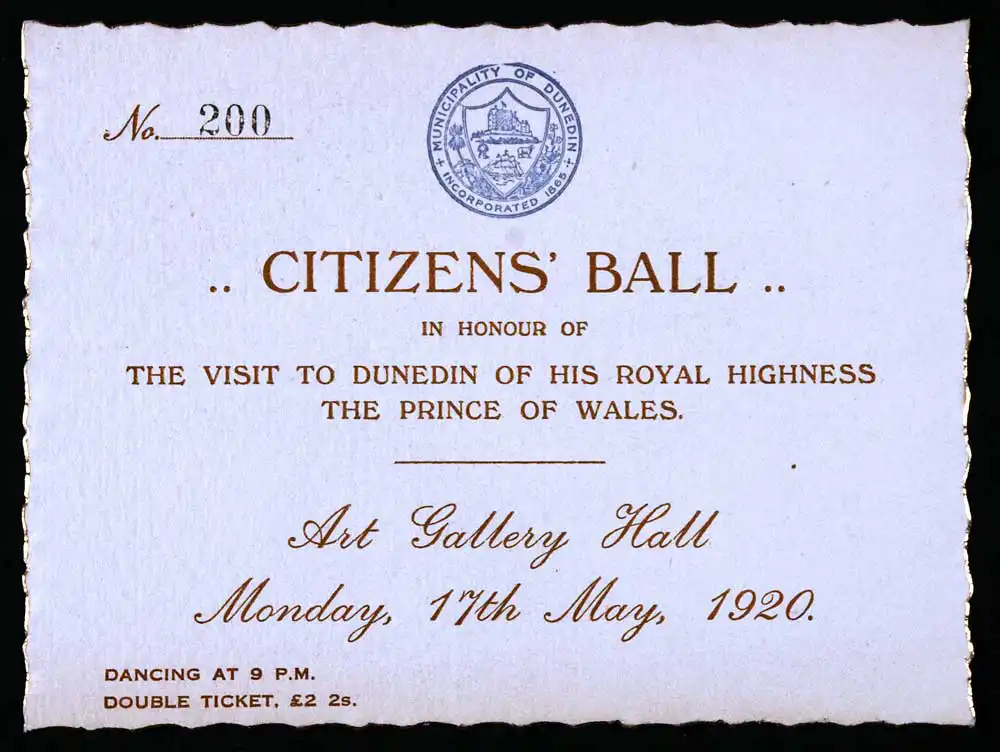 No. 200
MUNICIPALITY OF DUNEDIN
INCORPORATED 1865
.. CITIZENS' BALL ..
IN HONOUR OF
THE VISIT TO DUNEDIN OF HIS ROYAL HIGHNESS
THE PRINCE OF WALES.
Art Gallery Hall
Monday, 17th May, 1920.
DANCING AT 9 P.M.
DOUBLE TICKET, £2 2s.